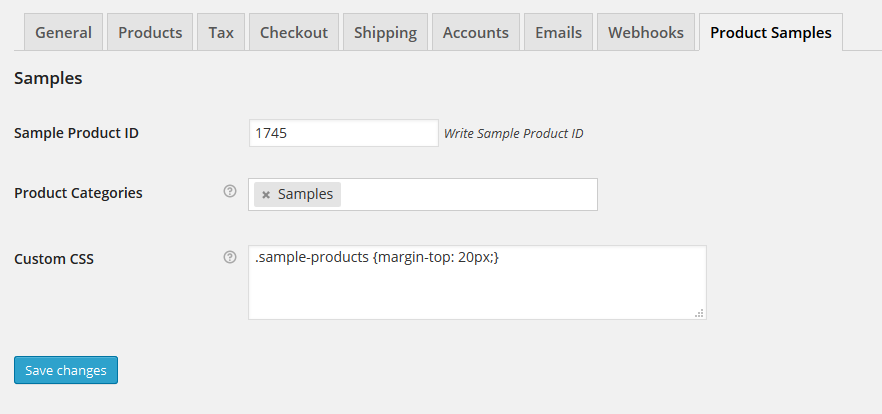 General Products Tax Checkout Shipping Accounts Emails Webhooks Product Samples
Samples
Sample Product ID 1745 Write Sample Product ID
Product Categories ? × Samples
Custom CSS ? .sample-products {margin-top: 20px;}
Save changes